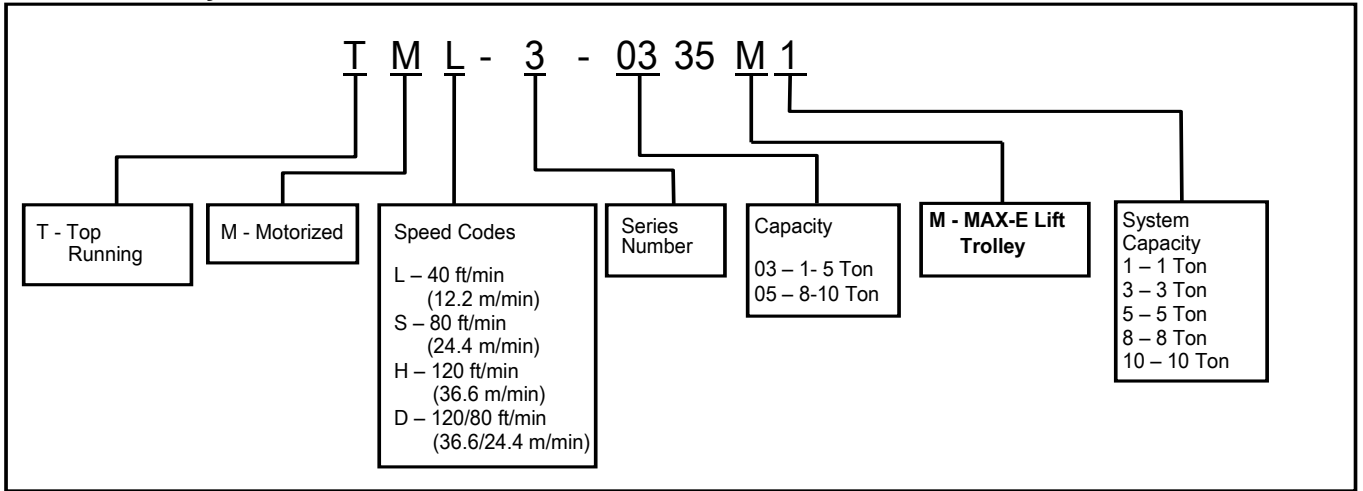 T M L - 3 - 03 35 M 1
T - Top
Running
M - Motorized
Speed Codes
L – 40 ft/min
(12.2 m/min)
S – 80 ft/min
(24.4 m/min)
H – 120 ft/min
(36.6 m/min)
D – 120/80 ft/min
(36.6/24.4 m/min)
Series
Number
Capacity
03 – 1- 5 Ton
05 – 8-10 Ton
M - MAX-E Lift
Trolley
System
Capacity
1 – 1 Ton
3 – 3 Ton
5 – 5 Ton
8 – 8 Ton
10 – 10 Ton